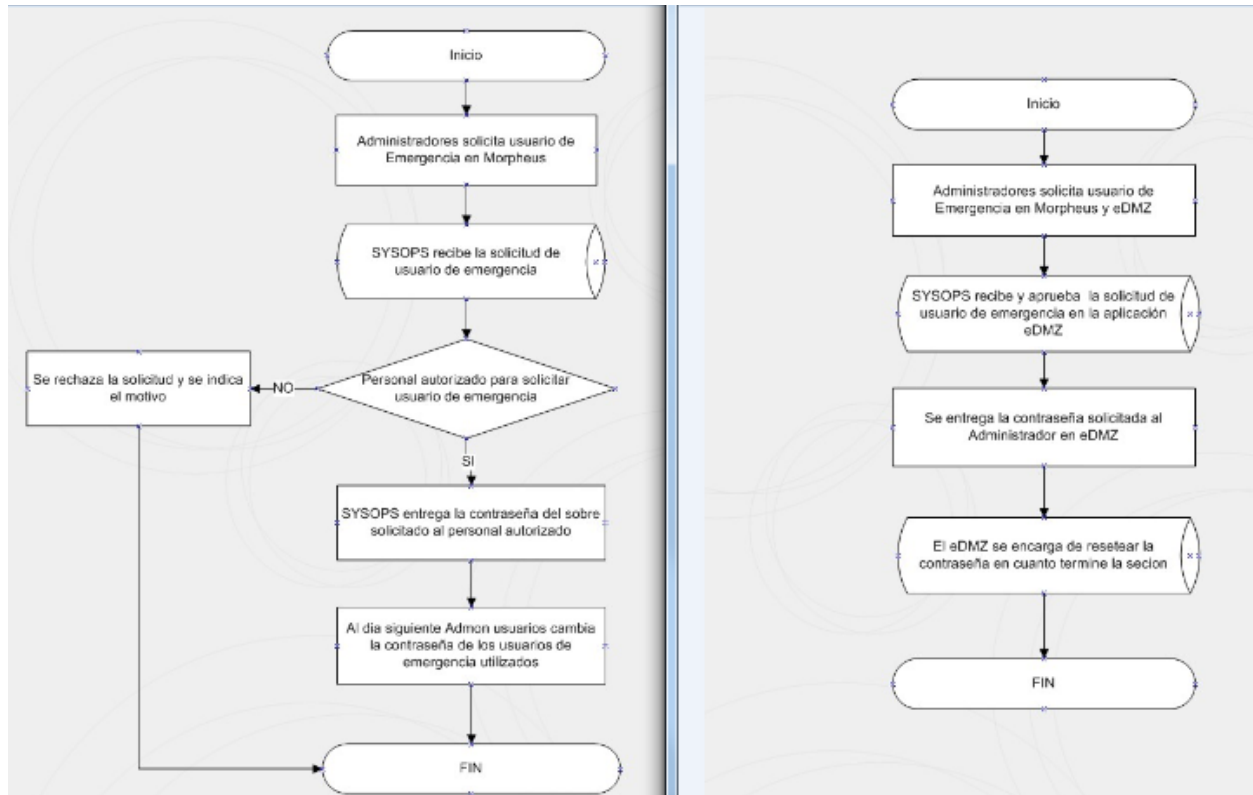 Inicio
Administradores solicita usuario de
Emergencia en Morpheus
SYSOPS recibe la solicitud de
usuario de emergencia
Personal autorizado para solicitar
usuario de emergencia
NO
Se rechaza la solicitud y se indica
el motivo
SI
SYSOPS entrega la contraseña del sobre
solicitado al personal autorizado
Al dia siguiente Admon usuarios cambia
la contraseña de los usuarios de
emergencia utilizados
FIN
Inicio
Administradores solicita usuario de
Emergencia en Morpheus y eDMZ
SYSOPS recibe y aprueba la solicitud de
usuario de emergencia en la aplicación
eDMZ
Se entrega la contraseña solicitada al
Administrador en eDMZ
El eDMZ se encarga de resetear la
contraseña en cuanto termine la secion
FIN